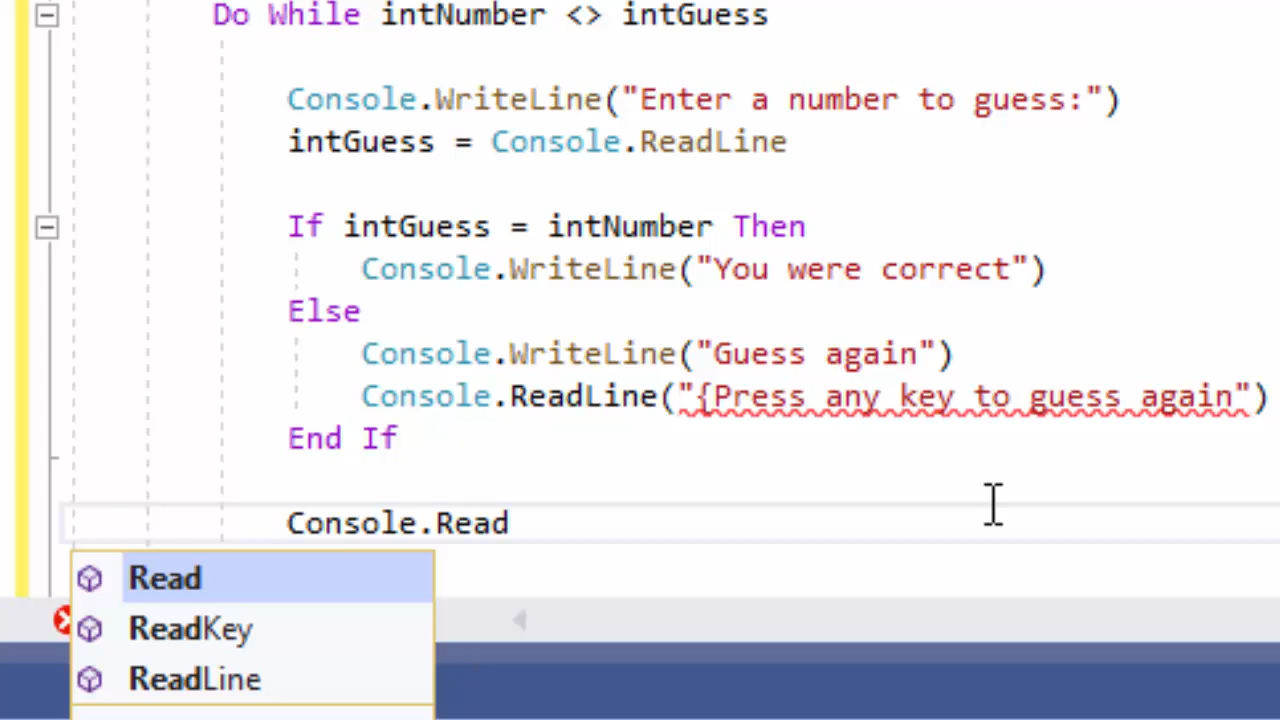 Do While intNumber <> intGuess
Console.WriteLine("Enter a number to guess:")
intGuess = Console.ReadLine
If intGuess = intNumber Then
Console.WriteLine("You were correct")
Else
Console.WriteLine("Guess again")
Console.ReadLine("{Press any key to guess again")
End If
Console.Read
Read
ReadKey
ReadLine